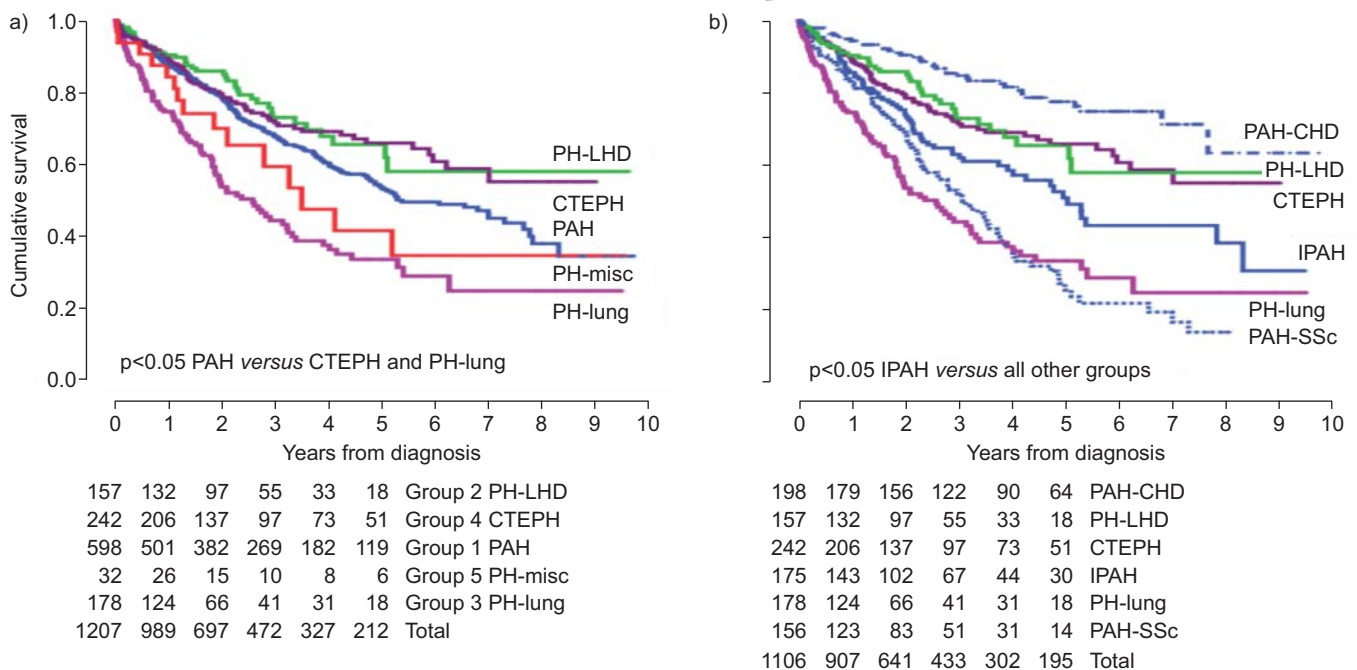 a)
1.0
0.8
0.6
0.4
0.2
0.0
Cumulative survival
PH-LHD
CTEPH
PAH
PH-misc
PH-lung
p<0.05 PAH versus CTEPH and PH-lung
0 1 2 3 4 5 6 7 8 9 10
Years from diagnosis
157 132 97 55 33 18 Group 2 PH-LHD
242 206 137 97 73 51 Group 4 CTEPH
598 501 382 269 182 119 Group 1 PAH
32 26 15 10 8 6 Group 5 PH-misc
178 124 66 41 31 18 Group 3 PH-lung
1207 989 697 472 327 212 Total
b)
PAH-CHD
PH-LHD
CTEPH
IPAH
PH-lung
PAH-SSc
p<0.05 IPAH versus all other groups
0 1 2 3 4 5 6 7 8 9 10
Years from diagnosis
198 179 156 122 90 64 PAH-CHD
157 132 97 55 33 18 PH-LHD
242 206 137 97 73 51 CTEPH
175 143 102 67 44 30 IPAH
178 124 66 41 31 18 PH-lung
156 123 83 51 31 14 PAH-SSc
1106 907 641 433 302 195 Total